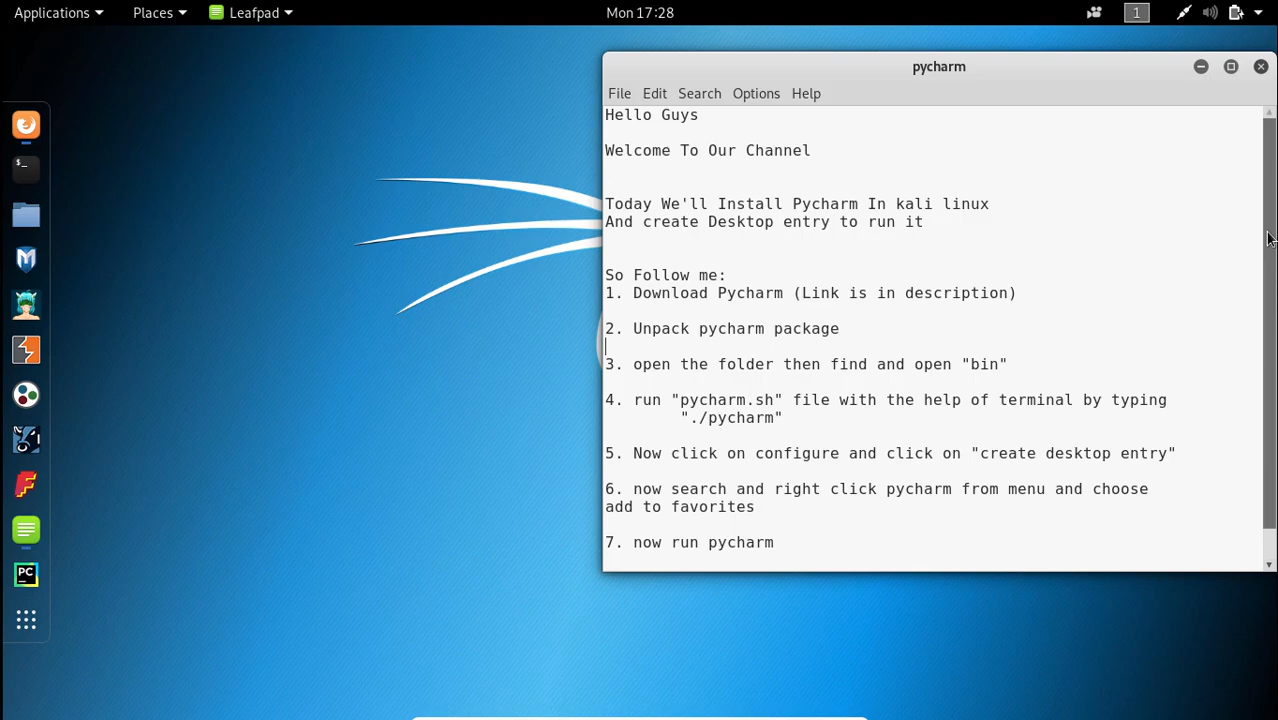 Applications Places Leafpad Mon 17:28 1
pycharm
File Edit Search Options Help
Hello Guys
Welcome To Our Channel
Today We'll Install Pycharm In kali linux
And create Desktop entry to run it
So Follow me:
1. Download Pycharm (Link is in description)
2. Unpack pycharm package
3. open the folder then find and open "bin"
4. run "pycharm.sh" file with the help of terminal by typing
"./pycharm"
5. Now click on configure and click on "create desktop entry"
6. now search and right click pycharm from menu and choose
add to favorites
7. now run pycharm
$_
F
PC